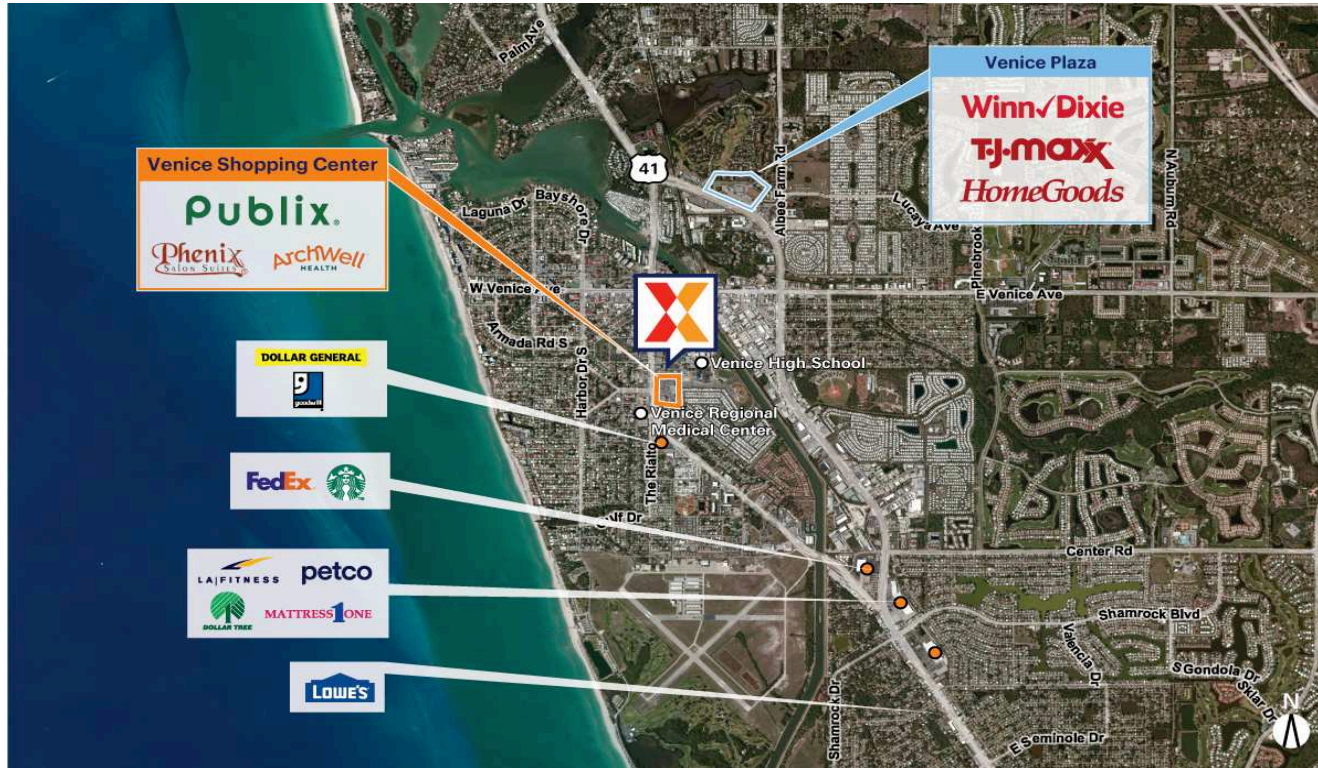 Palm Ave
Venice Plaza
Winn Dixie
T·J·maxx
HomeGoods
Venice Shopping Center
Publix
Phenix
Salon Suites
ArchWell
HEALTH
41
Albee Farm Rd
N Auburn Rd
Laguna Dr
Bayshore Dr
Lucaya Ave
Pinebrook
W Venice Ave
E Venice Ave
Armada Rd S
Harbor Dr S
Venice High School
DOLLAR GENERAL
g
goodwill
Venice Regional
Medical Center
The Rialto
FedEx
Center Rd
LA|FITNESS
petco
DOLLAR TREE
MATTRESS 1 ONE
Shamrock Blvd
Valencia Dr
S Gondola Dr
Sklar Dr
LOWE'S
Shamrock Dr
E Seminole Dr
N